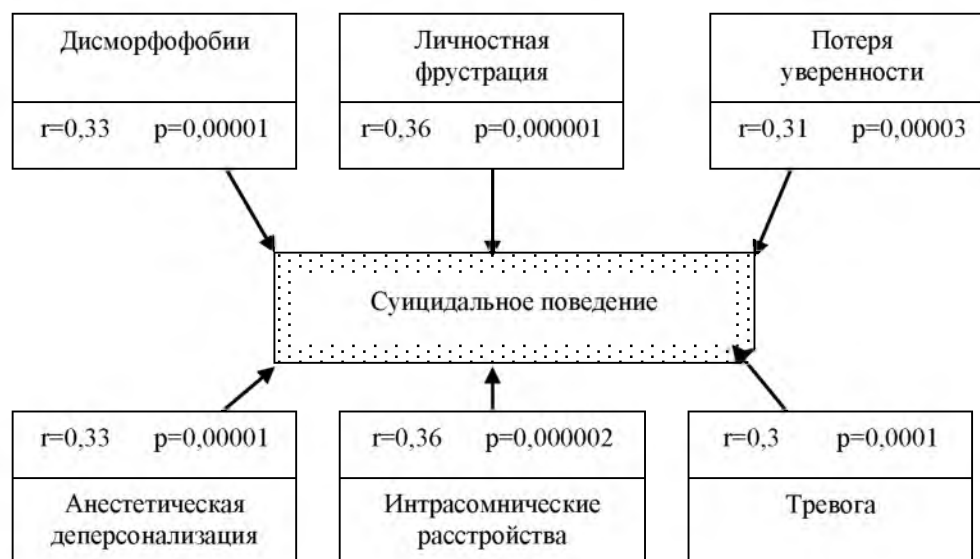 Дисморфофобии
r=0,33 p=0,00001
Личностная
фрустрация
r=0,36 p=0,000001
Потеря
уверенности
r=0,31 p=0,00003
Суицидальное поведение
r=0,33 p=0,00001
Анестетическая
деперсонализация
r=0,36 p=0,000002
Интрасомнические
расстройства
r=0,3 p=0,0001
Тревога